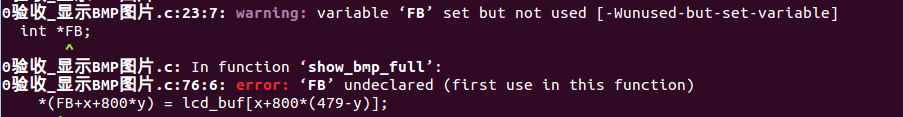 0验收_显示BMP图片.c:23:7: warning: variable ‘FB’ set but not used [-Wunused-but-set-variable]
int *FB;
^
0验收_显示BMP图片.c: In function ‘show_bmp_full’:
0验收_显示BMP图片.c:76:6: error: ‘FB’ undeclared (first use in this function)
*(FB+x+800*y) = lcd_buf[x+800*(479-y)];